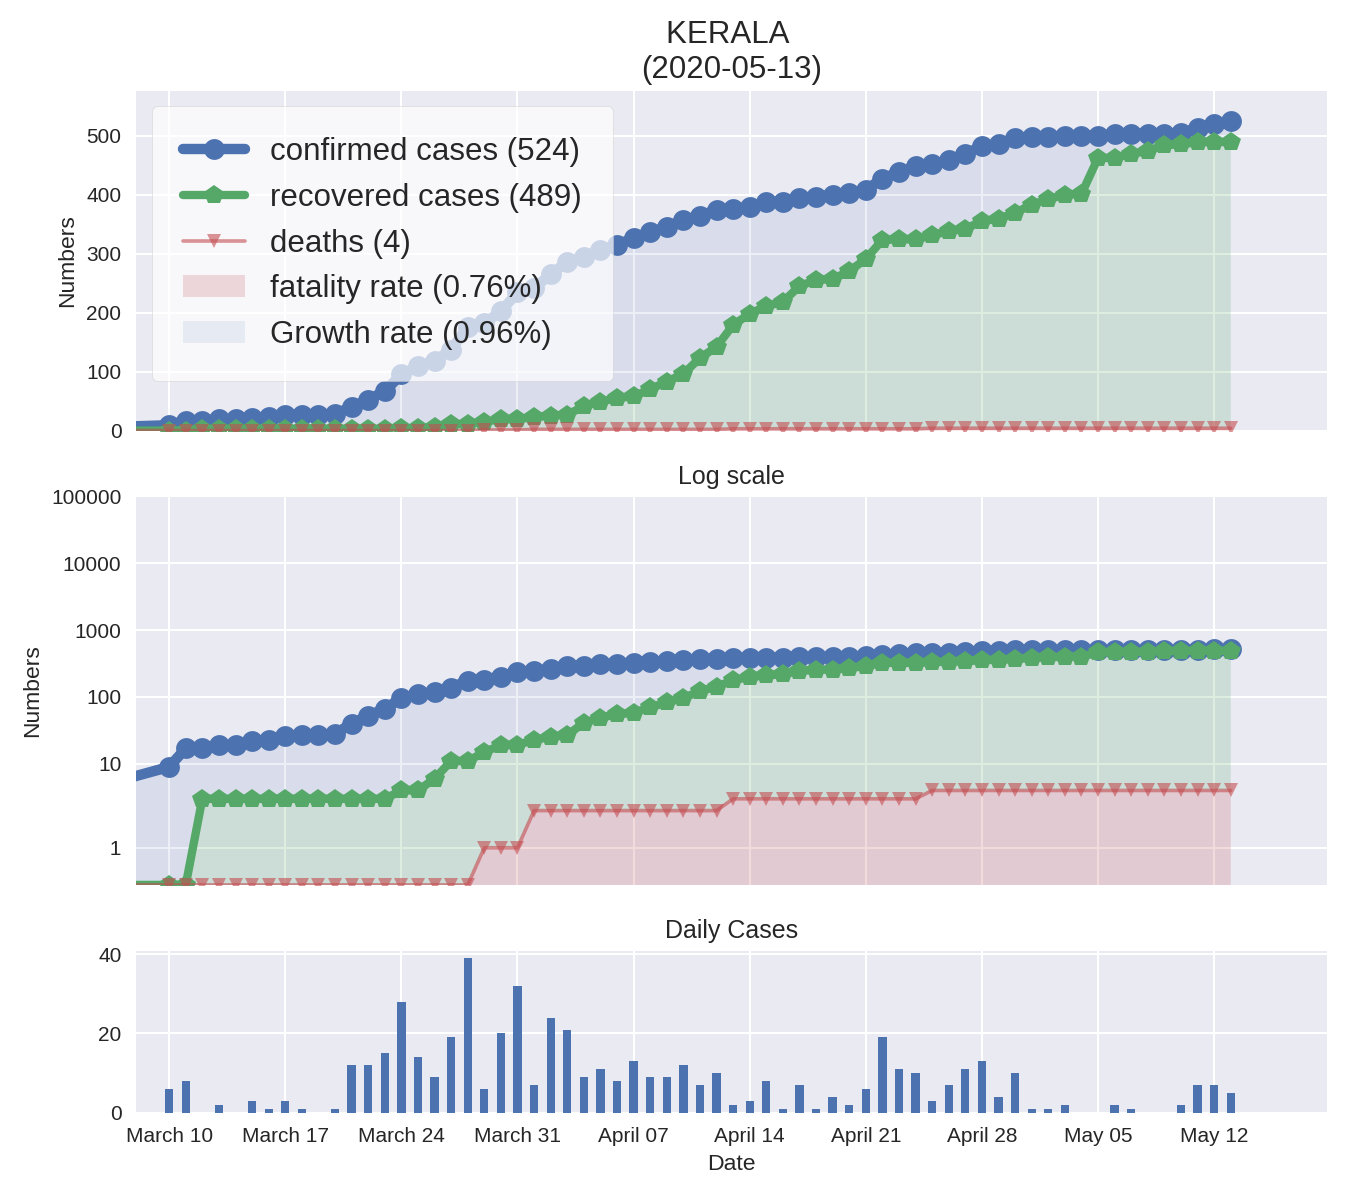 KERALA
(2020-05-13)
500
400
300
200
100
0
Numbers
confirmed cases (524)
recovered cases (489)
deaths (4)
fatality rate (0.76%)
Growth rate (0.96%)
Log scale
100000
10000
1000
100
10
1
Numbers
Daily Cases
40
20
0
March 10 March 17 March 24 March 31 April 07 April 14 April 21 April 28 May 05 May 12
Date